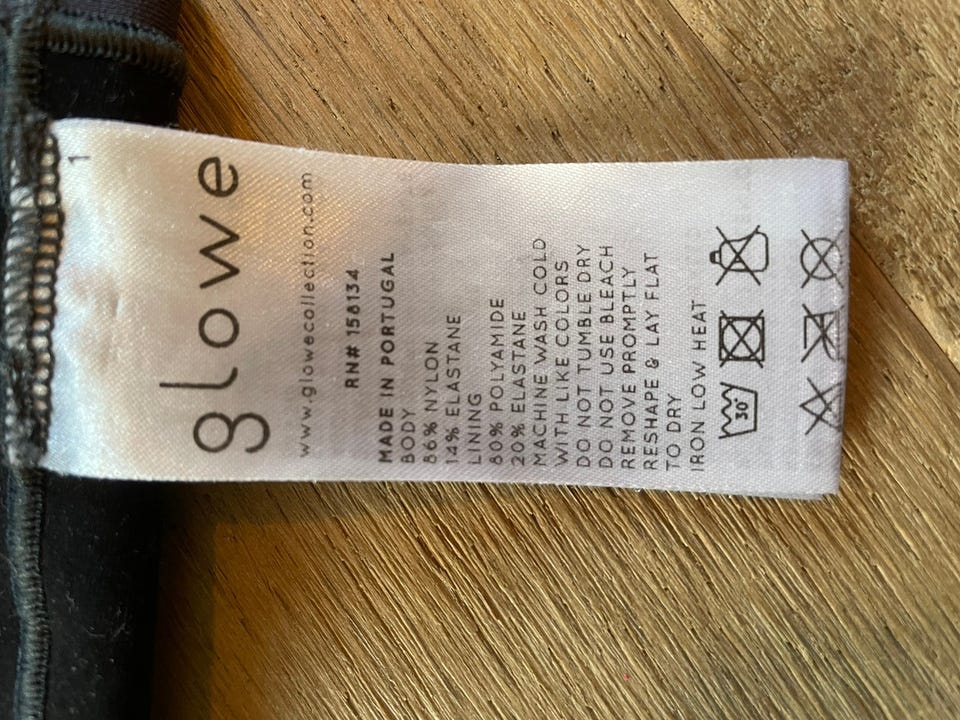 1
glowe
www.glowecollection.com
RN# 158134
MADE IN PORTUGAL
BODY
86% NYLON
14% ELASTANE
LINING
80% POLYAMIDE
20% ELASTANE
MACHINE WASH COLD
WITH LIKE COLORS
DO NOT TUMBLE DRY
DO NOT USE BLEACH
REMOVE PROMPTLY
RESHAPE & LAY FLAT
TO DRY
IRON LOW HEAT
30°